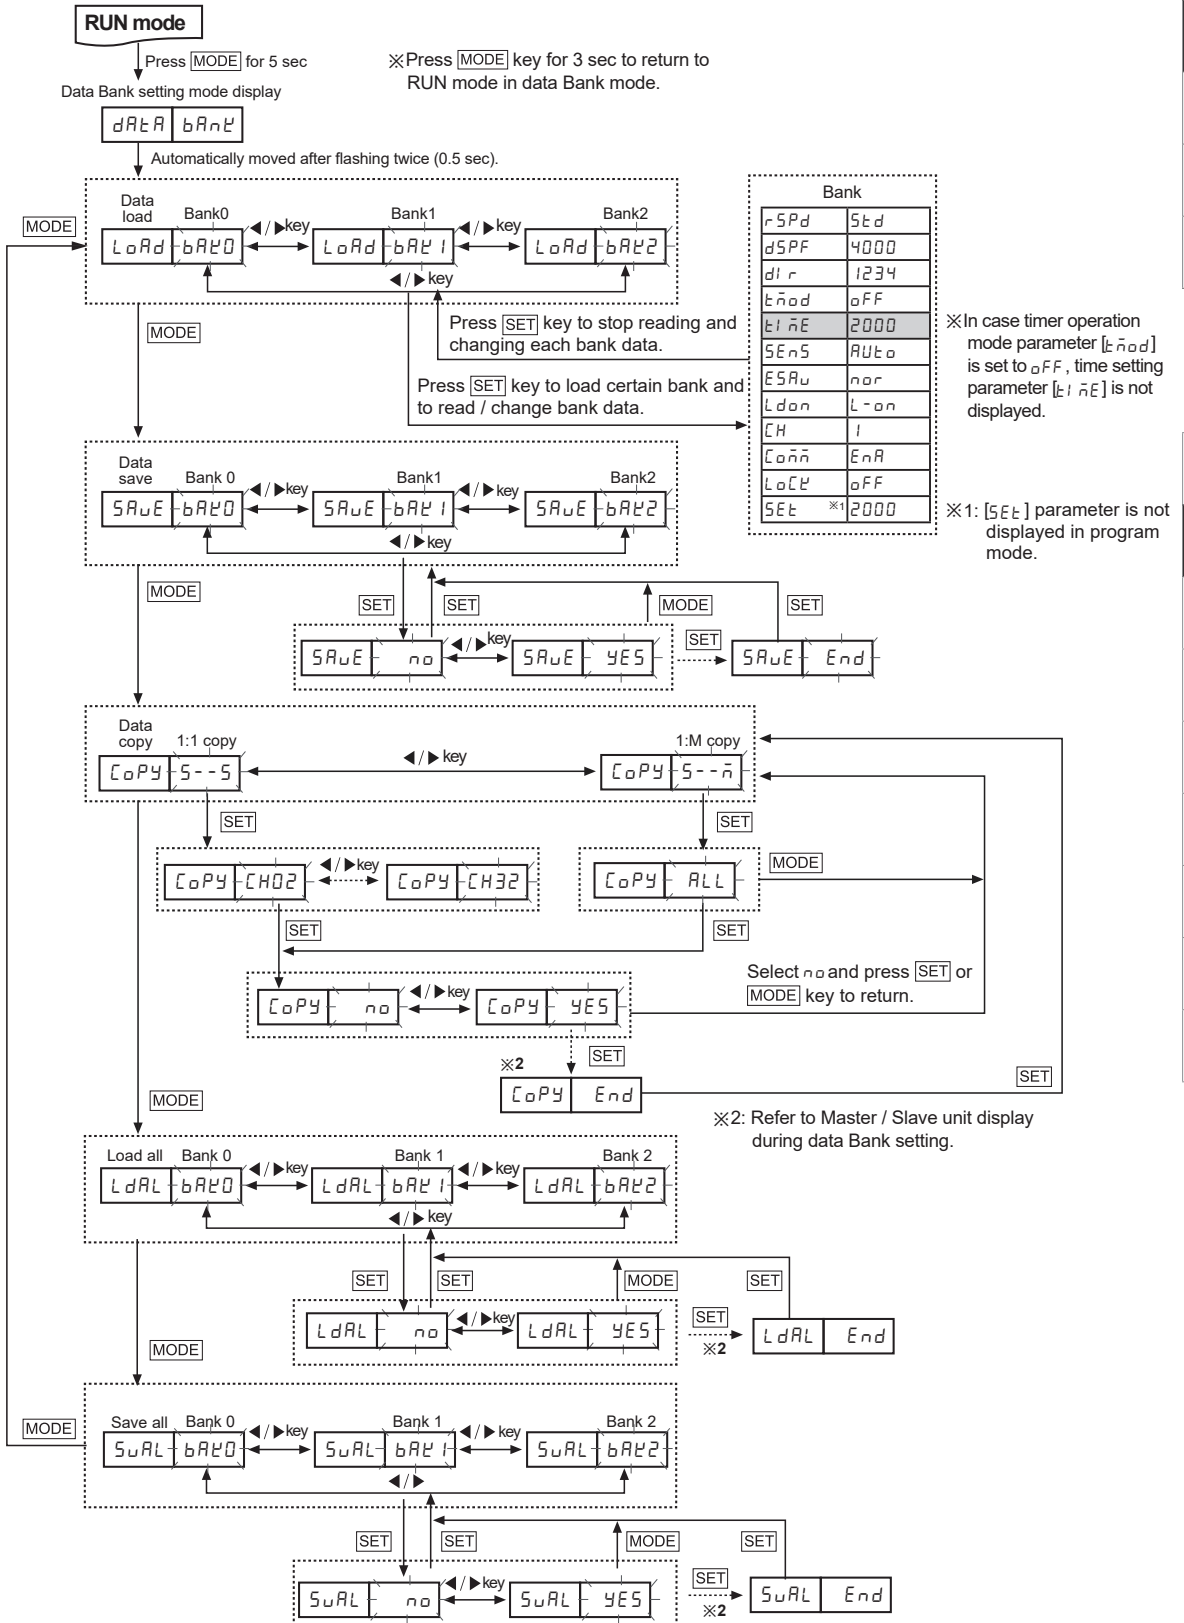 RUN mode
Press MODE for 5 sec
※Press MODE key for 3 sec to return to
RUN mode in data Bank mode.
Data Bank setting mode display
dAtA bAnK
Automatically moved after flashing twice (0.5 sec).
MODE
Data
load
Bank0
Bank1
Bank2
LoAd bAK0
◀/▶key
LoAd bAK1
◀/▶key
LoAd bAK2
◀/▶key
MODE
Press SET key to stop reading and
changing each bank data.
Press SET key to load certain bank and
to read / change bank data.
Bank
rSPd Std
dSPF 4000
dIr 1234
tmod oFF
tImE 2000
SEnS AUto
ESAv nor
Ldon L-on
CH 1
Comm EnA
LoCK oFF
SEt ※1 2000
※In case timer operation
mode parameter [tmod]
is set to oFF, time setting
parameter [tImE] is not
displayed.
※1: [SEt] parameter is not
displayed in program
mode.
Data
save
Bank 0
Bank1
Bank2
SAvE bAK0
◀/▶key
SAvE bAK1
◀/▶key
SAvE bAK2
◀/▶key
MODE
SET
SET
MODE
SET
SAvE no
◀/▶key
SAvE YES
SET
SAvE End
Data
copy
1:1 copy
1:M copy
CoPY S--S
◀/▶ key
CoPY S--m
SET
SET
CoPY CH02
◀/▶key
CoPY CH32
CoPY ALL
MODE
SET
SET
Select no and press SET or
MODE key to return.
CoPY no
◀/▶key
CoPY YES
※2
SET
CoPY End
SET
MODE
※2: Refer to Master / Slave unit display
during data Bank setting.
Load all
Bank 0
Bank 1
Bank 2
LdAL bAK0
◀/▶key
LdAL bAK1
◀/▶key
LdAL bAK2
◀/▶ key
SET
SET
MODE
SET
LdAL no
◀/▶key
LdAL YES
SET
※2
LdAL End
MODE
MODE
Save all
Bank 0
Bank 1
Bank 2
SvAL bAK0
◀/▶key
SvAL bAK1
◀/▶ key
SvAL bAK2
◀/▶
SET
SET
MODE
SET
SvAL no
◀/▶key
SvAL YES
SET
※2
SvAL End